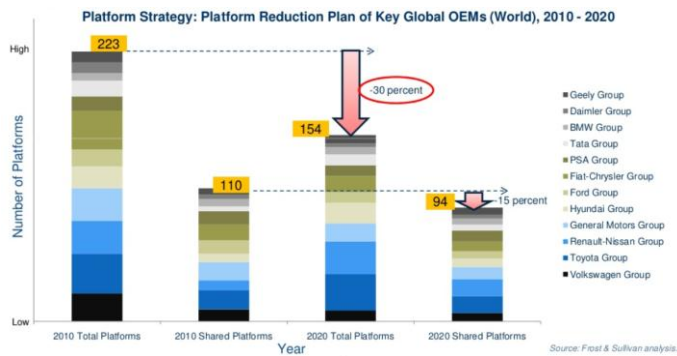 Platform Strategy: Platform Reduction Plan of Key Global OEMs (World), 2010 - 2020
High
223
-30 percent
154
110
94
-15 percent
Number of Platforms
Geely Group
Daimler Group
BMW Group
Tata Group
PSA Group
Fiat-Chrysler Group
Ford Group
Hyundai Group
General Motors Group
Renault-Nissan Group
Toyota Group
Volkswagen Group
Low
2010 Total Platforms
2010 Shared Platforms
2020 Total Platforms
2020 Shared Platforms
Year
Source: Frost & Sullivan analysis.